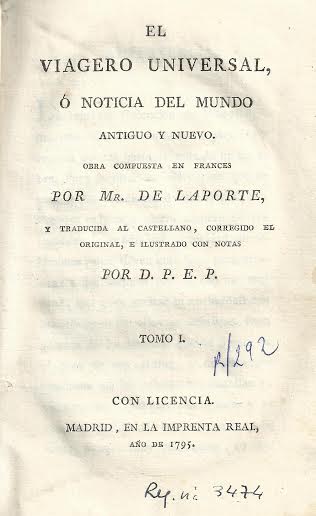 EL
VIAGERO UNIVERSAL,
Ó NOTICIA DEL MUNDO
ANTIGUO Y NUEVO.
OBRA COMPUESTA EN FRANCES
POR MR. DE LAPORTE,
Y TRADUCIDA AL CASTELLANO, CORREGIDO EL
ORIGINAL, E ILUSTRADO CON NOTAS
POR D. P. E. P.
TOMO I.
R/292
CON LICENCIA.
MADRID, EN LA IMPRENTA REAL,
AÑO DE 1795.
Reg. nº 3474